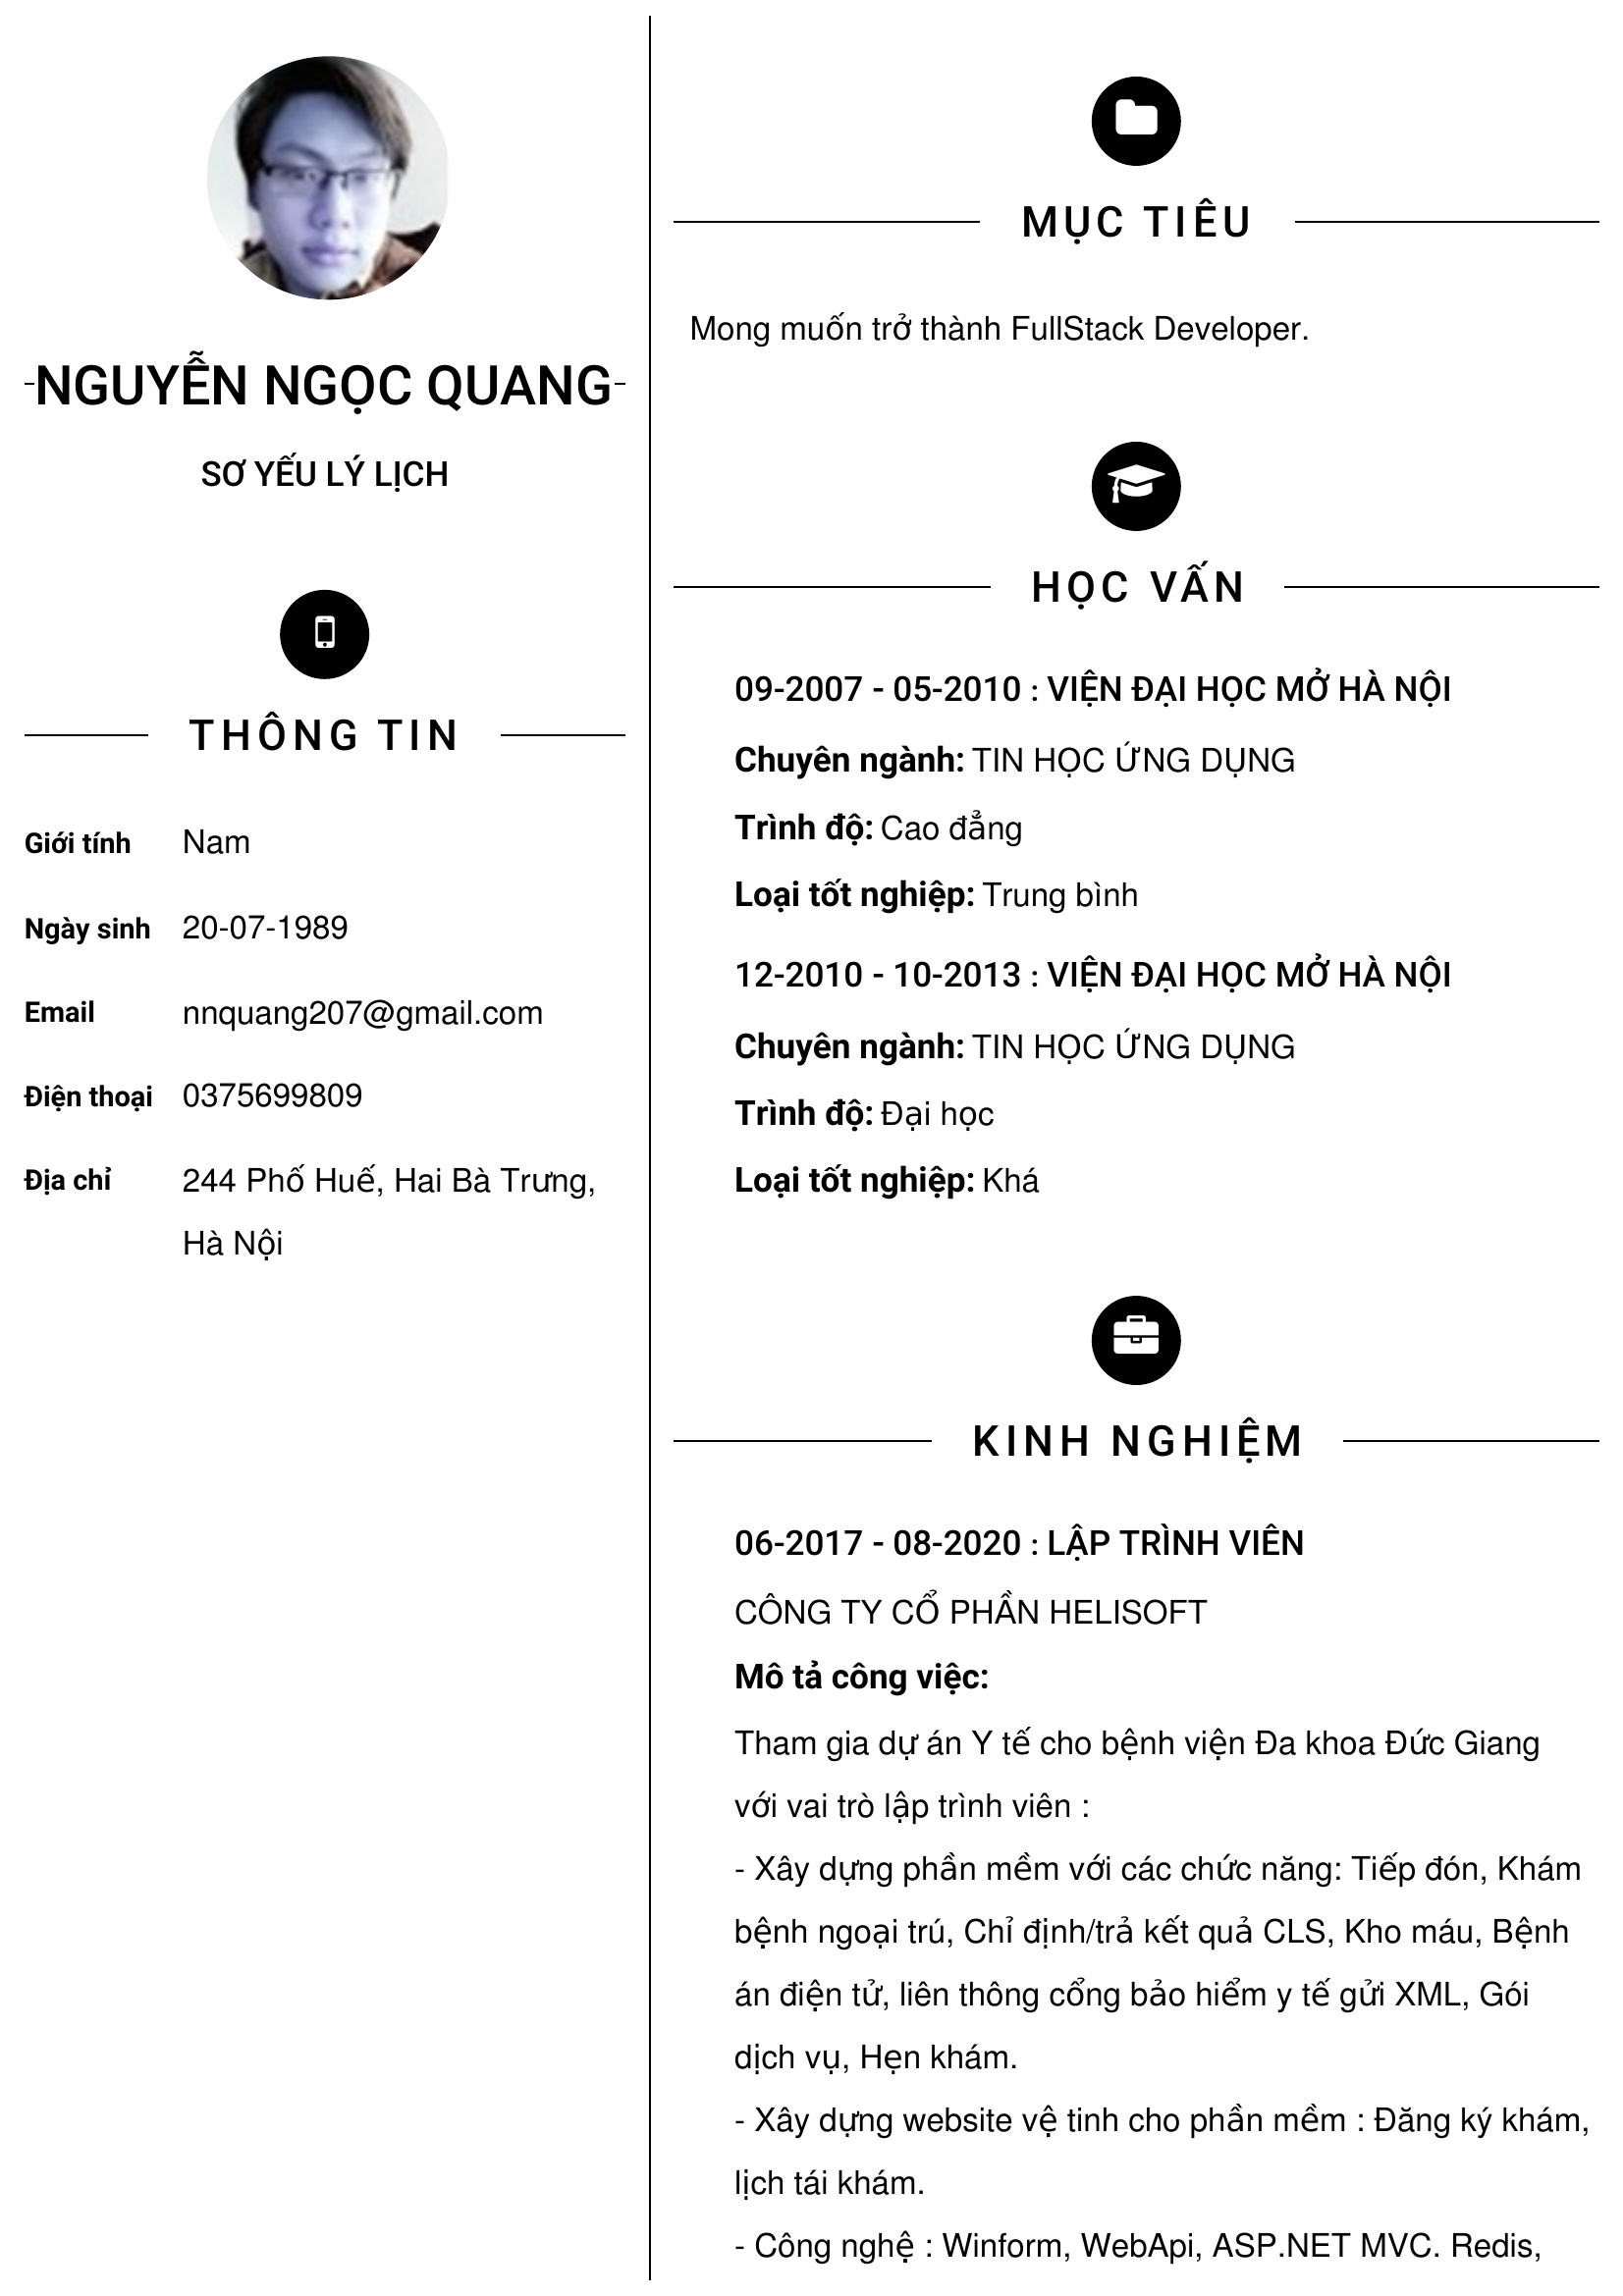 NGUYỄN NGỌC QUANG
SƠ YẾU LÝ LỊCH
THÔNG TIN
Giới tính Nam
Ngày sinh 20-07-1989
Email nnquang207@gmail.com
Điện thoại 0375699809
Địa chỉ 244 Phố Huế, Hai Bà Trưng,
Hà Nội
MỤC TIÊU
Mong muốn trở thành FullStack Developer.
HỌC VẤN
09-2007 - 05-2010 : VIỆN ĐẠI HỌC MỞ HÀ NỘI
Chuyên ngành: TIN HỌC ỨNG DỤNG
Trình độ: Cao đẳng
Loại tốt nghiệp: Trung bình
12-2010 - 10-2013 : VIỆN ĐẠI HỌC MỞ HÀ NỘI
Chuyên ngành: TIN HỌC ỨNG DỤNG
Trình độ: Đại học
Loại tốt nghiệp: Khá
KINH NGHIỆM
06-2017 - 08-2020 : LẬP TRÌNH VIÊN
CÔNG TY CỔ PHẦN HELISOFT
Mô tả công việc:
Tham gia dự án Y tế cho bệnh viện Đa khoa Đức Giang
với vai trò lập trình viên :
- Xây dựng phần mềm với các chức năng: Tiếp đón, Khám
bệnh ngoại trú, Chỉ định/trả kết quả CLS, Kho máu, Bệnh
án điện tử, liên thông cổng bảo hiểm y tế gửi XML, Gói
dịch vụ, Hẹn khám.
- Xây dựng website vệ tinh cho phần mềm : Đăng ký khám,
lịch tái khám.
- Công nghệ : Winform, WebApi, ASP.NET MVC. Redis,